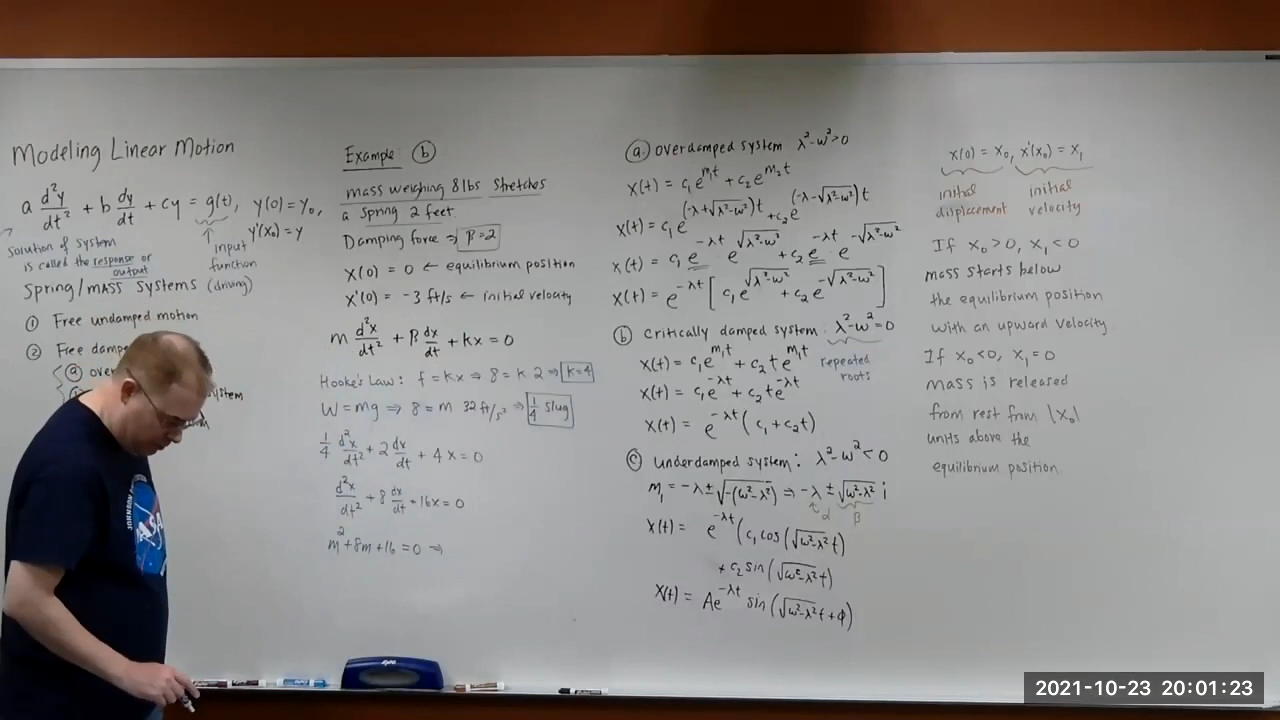 Modeling Linear Motion
a d²y/dt² + b dy/dt + cy = g(t), y(0) = y₀,
y'(x₀) = y
solution of system
is called the response or
output
↑ input
function
(driving)
Spring/mass systems
① Free undamped motion
② Free damp
ⓐ ove
system
Example ⓑ
mass weighing 8 lbs stretches
a spring 2 feet.
Damping force ⇒ β=2
x(0) = 0 ← equilibrium position
x'(0) = -3 ft/s ← initial velocity
m d²x/dt² + β dx/dt + kx = 0
Hooke's Law: f = kx ⇒ 8 = k 2 ⇒ k=4
W = mg ⇒ 8 = m 32 ft/s² ⇒ 1/4 slug
1/4 d²x/dt² + 2 dx/dt + 4x = 0
d²x/dt² + 8 dx/dt + 16x = 0
m² + 8m + 16 = 0 ⇒
ⓐ overdamped system λ²-ω²>0
x(t) = c₁e^(m₁t) + c₂e^(m₂t)
x(t) = c₁e^((-λ+√(λ²-ω²))t) + c₂e^((-λ-√(λ²-ω²))t)
x(t) = c₁e^(-λt) e^(√(λ²-ω²)) + c₂e^(-λt) e^(-√(λ²-ω²))
x(t) = e^(-λt)[c₁e^(√(λ²-ω²)) + c₂e^(-√(λ²-ω²))]
ⓑ critically damped system: λ²-ω²=0
x(t) = c₁e^(m₁t) + c₂te^(m₁t) repeated
roots
x(t) = c₁e^(-λt) + c₂te^(-λt)
x(t) = e^(-λt)(c₁+c₂t)
ⓒ underdamped system: λ²-ω²<0
m₁ = -λ±√(-(ω²-λ²)) ⇒ -λ ± √(ω²-λ²) i
↑α β
x(t) = e^(-λt)(c₁cos(√(ω²-λ²)t)
+ c₂ sin(√(ω²-λ²)t)
x(t) = Ae^(-λt) sin(√(ω²-λ²)t+φ)
x(0) = x₀, x'(x₀) = x₁
initial displacement initial velocity
If x₀>0, x₁<0
mass starts below
the equilibrium position
with an upward velocity
If x₀<0, x₁=0
mass is released
from rest from |x₀|
units above the
equilibrium position.
JOHNSON
NASA
EXPO
2021-10-23 20:01:23